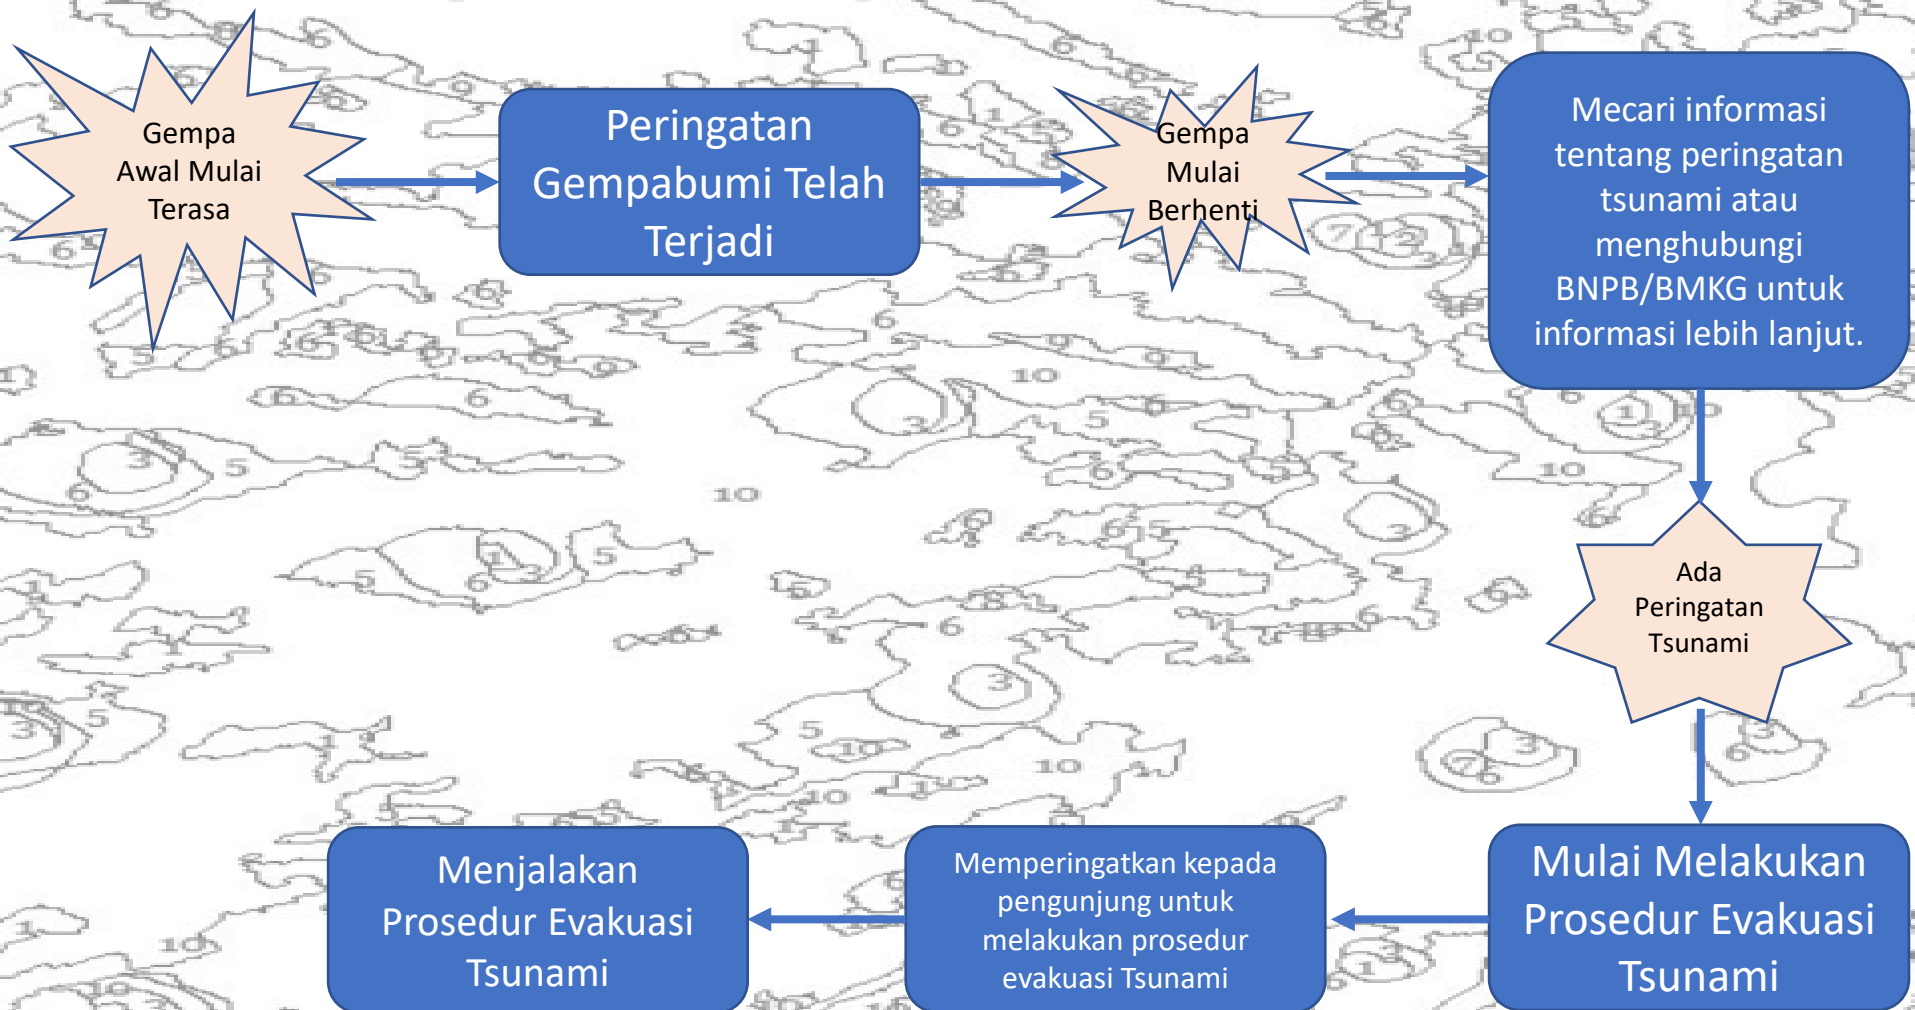 Gempa
Awal Mulai
Terasa
Peringatan
Gempabumi Telah
Terjadi
Gempa
Mulai
Berhenti
Mecari informasi
tentang peringatan
tsunami atau
menghubungi
BNPB/BMKG untuk
informasi lebih lanjut.
Ada
Peringatan
Tsunami
Mulai Melakukan
Prosedur Evakuasi
Tsunami
Memperingatkan kepada
pengunjung untuk
melakukan prosedur
evakuasi Tsunami
Menjalakan
Prosedur Evakuasi
Tsunami